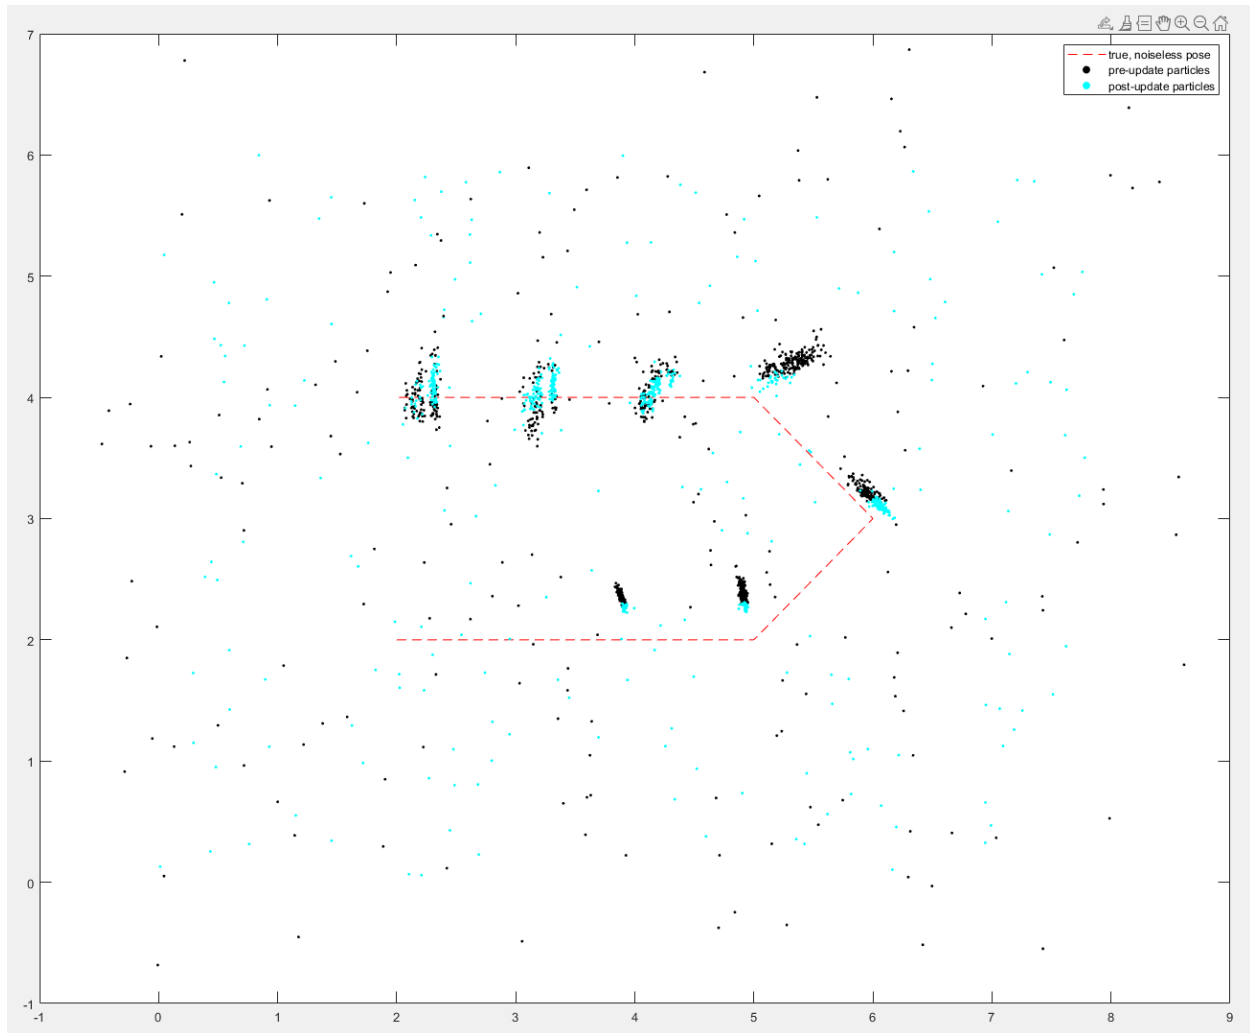 true, noiseless pose
pre-update particles
post-update particles
7
6
5
4
3
2
1
0
-1
-1 0 1 2 3 4 5 6 7 8 9